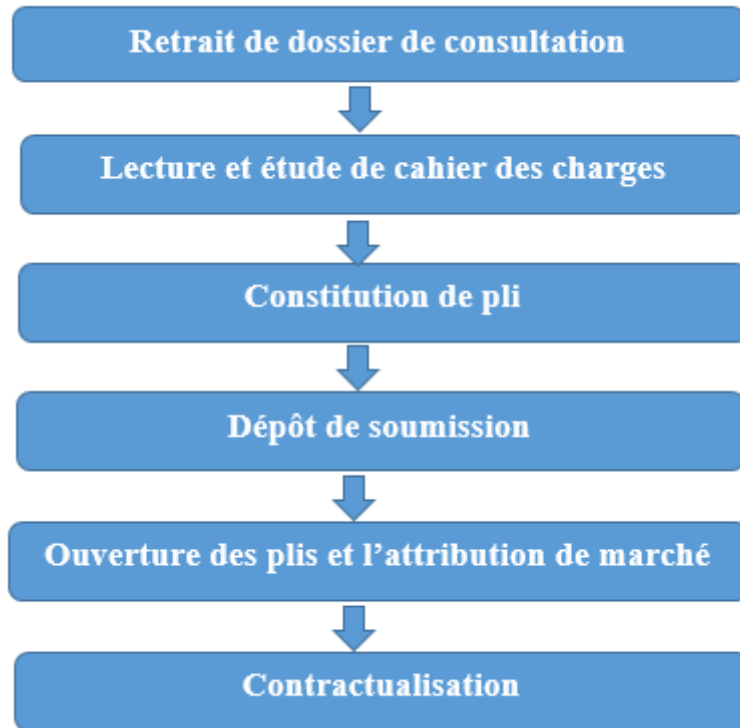 Retrait de dossier de consultation
Lecture et étude de cahier des charges
Constitution de pli
Dépôt de soumission
Ouverture des plis et l’attribution de marché
Contractualisation